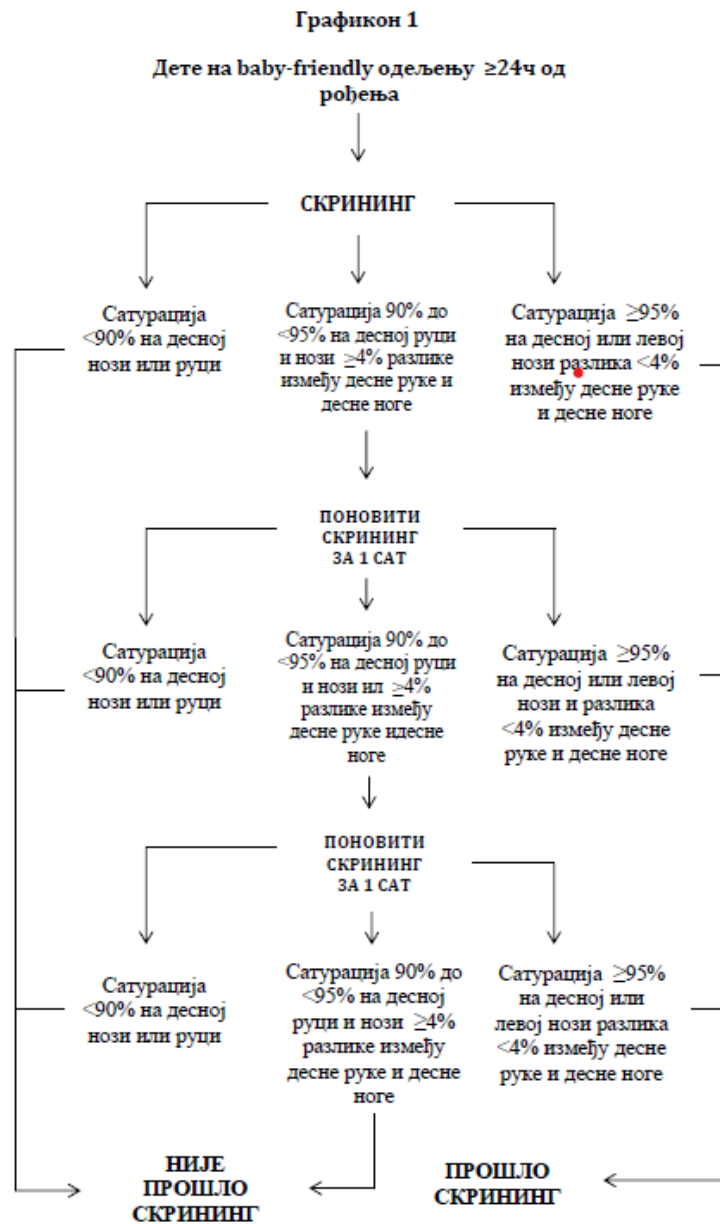 Графикон 1
Дете на baby-friendly одељењу ≥24ч од
рођења
СКРИНИНГ
Сатурација
<90% на десној
нози или руци
Сатурација 90% до
<95% на десној руци
и нози ≥4% разлике
између десне руке и
десне ноге
Сатурација ≥95%
на десној или левој
нози разлика <4%
између десне руке
и десне ноге
ПОНОВИТИ
СКРИНИНГ
ЗА 1 САТ
Сатурација
<90% на десној
нози или руци
Сатурација 90% до
<95% на десној руци
и нози ил ≥4%
разлике између
десне руке идесне
ноге
Сатурација ≥95%
на десној или левој
нози и разлика
<4% између десне
руке и десне ноге
ПОНОВИТИ
СКРИНИНГ
ЗА 1 САТ
Сатурација
<90% на десној
нози или руци
Сатурација 90% до
<95% на десној
руци и нози ≥4%
разлике између
десне руке и десне
ноге
Сатурација ≥95%
на десној или
левој нози разлика
<4% између десне
руке и десне ноге
НИЈЕ
ПРОШЛО
СКРИНИНГ
ПРОШЛО
СКРИНИНГ